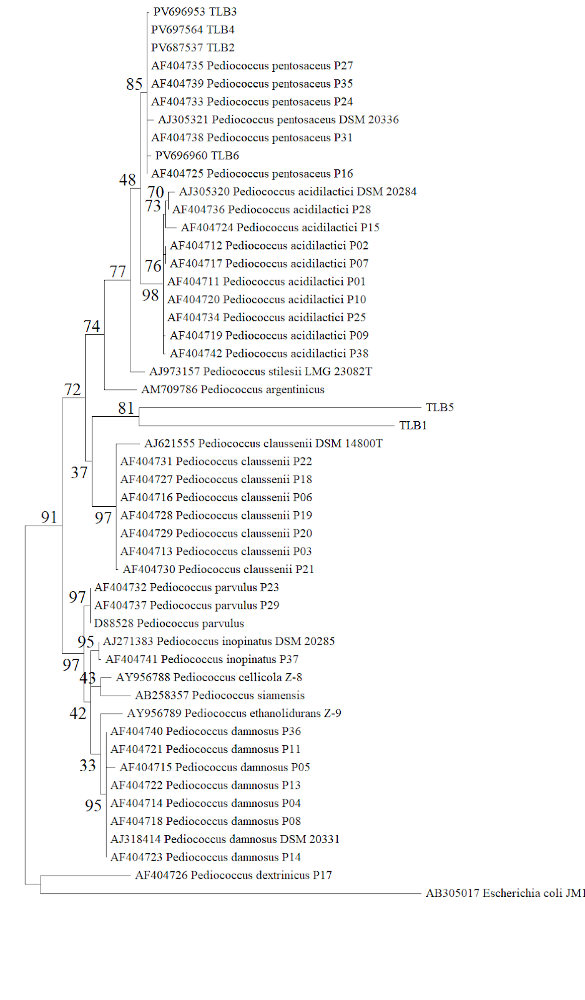 PV696953 TLB3
PV697564 TLB4
PV687537 TLB2
AF404735 Pediococcus pentosaceus P27
85
AF404739 Pediococcus pentosaceus P35
AF404733 Pediococcus pentosaceus P24
AJ305321 Pediococcus pentosaceus DSM 20336
AF404738 Pediococcus pentosaceus P31
PV696960 TLB6
AF404725 Pediococcus pentosaceus P16
48
70
AJ305320 Pediococcus acidilactici DSM 20284
73
AF404736 Pediococcus acidilactici P28
AF404724 Pediococcus acidilactici P15
AF404712 Pediococcus acidilactici P02
76
AF404717 Pediococcus acidilactici P07
77
AF404711 Pediococcus acidilactici P01
98
AF404720 Pediococcus acidilactici P10
AF404734 Pediococcus acidilactici P25
74
AF404719 Pediococcus acidilactici P09
AF404742 Pediococcus acidilactici P38
AJ973157 Pediococcus stilesii LMG 23082T
72
AM709786 Pediococcus argentinicus
81
TLB5
TLB1
AJ621555 Pediococcus claussenii DSM 14800T
AF404731 Pediococcus claussenii P22
37
AF404727 Pediococcus claussenii P18
AF404716 Pediococcus claussenii P06
91
97
AF404728 Pediococcus claussenii P19
AF404729 Pediococcus claussenii P20
AF404713 Pediococcus claussenii P03
AF404730 Pediococcus claussenii P21
AF404732 Pediococcus parvulus P23
97
AF404737 Pediococcus parvulus P29
D88528 Pediococcus parvulus
95
AJ271383 Pediococcus inopinatus DSM 20285
97
AF404741 Pediococcus inopinatus P37
43
AY956788 Pediococcus cellicola Z-8
AB258357 Pediococcus siamensis
42
AY956789 Pediococcus ethanolidurans Z-9
AF404740 Pediococcus damnosus P36
AF404721 Pediococcus damnosus P11
33
AF404715 Pediococcus damnosus P05
AF404722 Pediococcus damnosus P13
95
AF404714 Pediococcus damnosus P04
AF404718 Pediococcus damnosus P08
AJ318414 Pediococcus damnosus DSM 20331
AF404723 Pediococcus damnosus P14
AF404726 Pediococcus dextrinicus P17
AB305017 Escherichia coli JM1